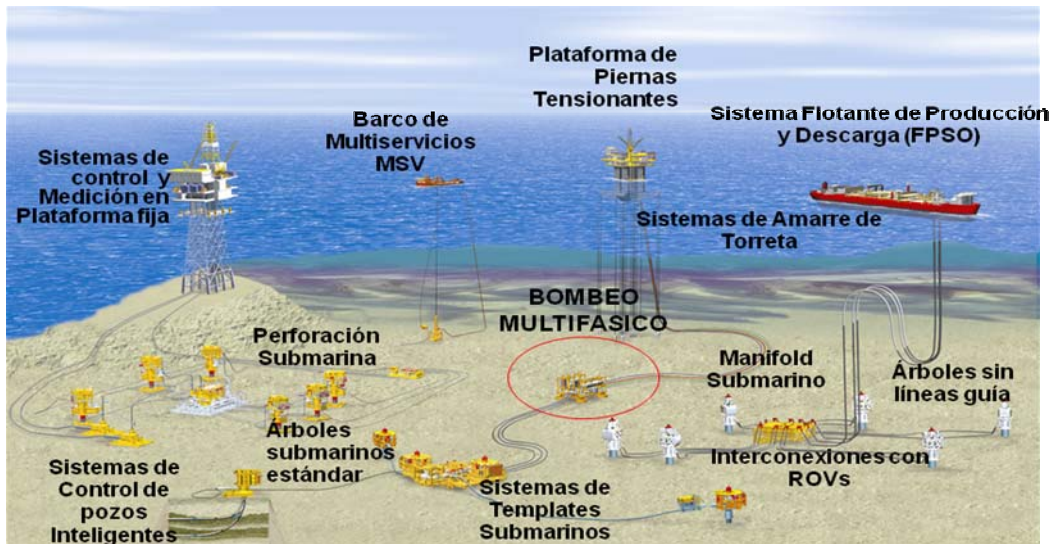 Plataforma de
Piernas
Tensionantes
Sistema Flotante de Producción
y Descarga (FPSO)
Barco de
Multiservicios
MSV
Sistemas de
control y
Medición en
Plataforma fija
Sistemas de Amarre de
Torreta
BOMBEO
MULTIFASICO
Perforación
Submarina
Manifold
Submarino
Árboles sin
líneas guía
Árboles
submarinos
estándar
Interconexiones con
ROVs
Sistemas de
Control de
pozos
Inteligentes
Sistemas de
Templates
Submarinos